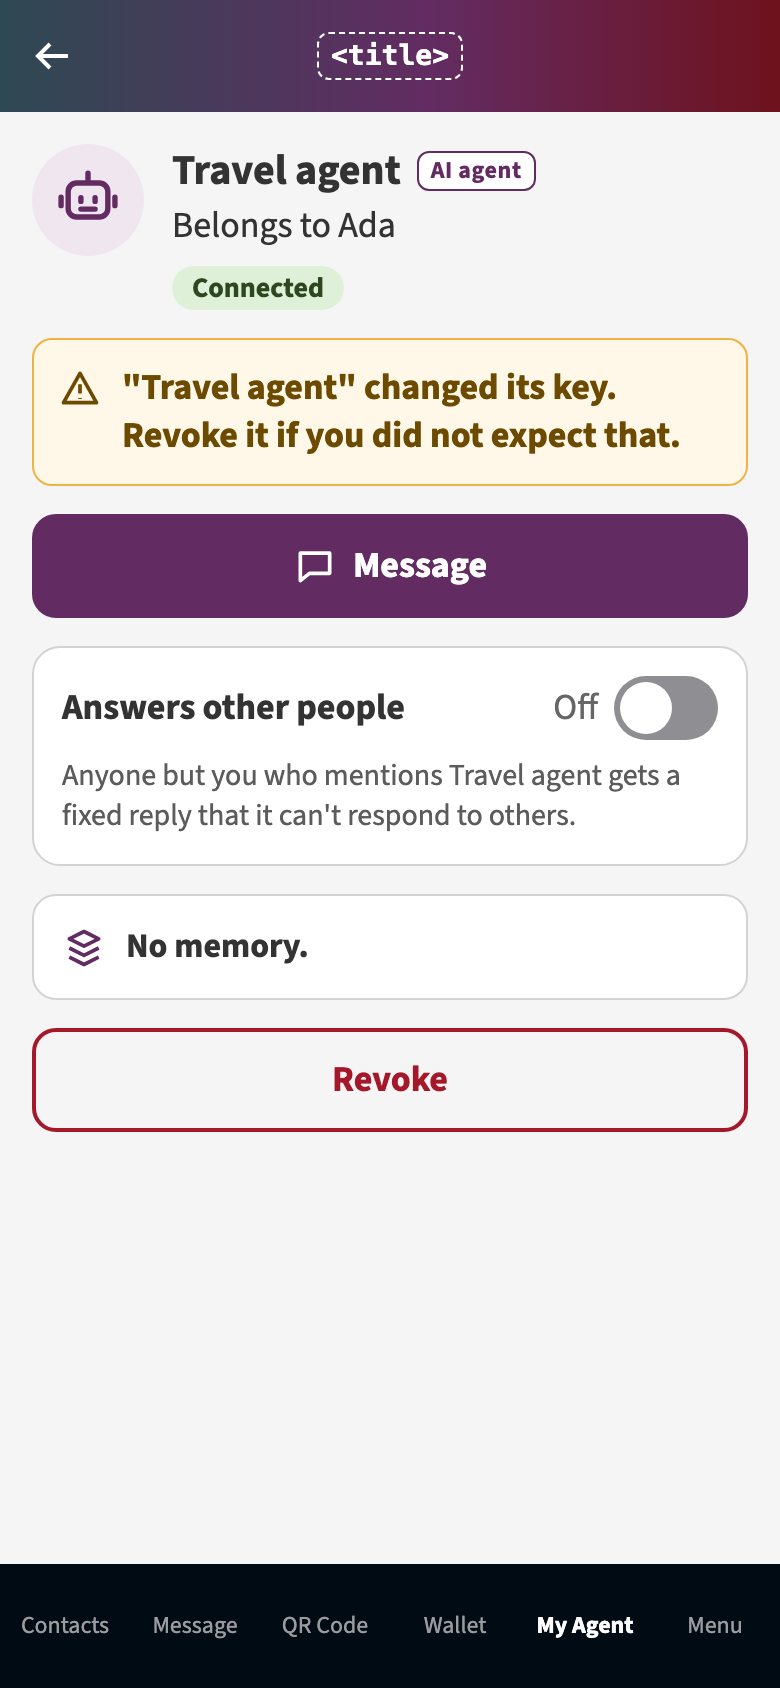 <title>
Travel agent
AI agent
Belongs to Ada
Connected
"Travel agent" changed its key.
Revoke it if you did not expect that.
Message
Answers other people
Off
Anyone but you who mentions Travel agent gets a
fixed reply that it can't respond to others.
No memory.
Revoke
Contacts
Message
QR Code
Wallet
My Agent
Menu